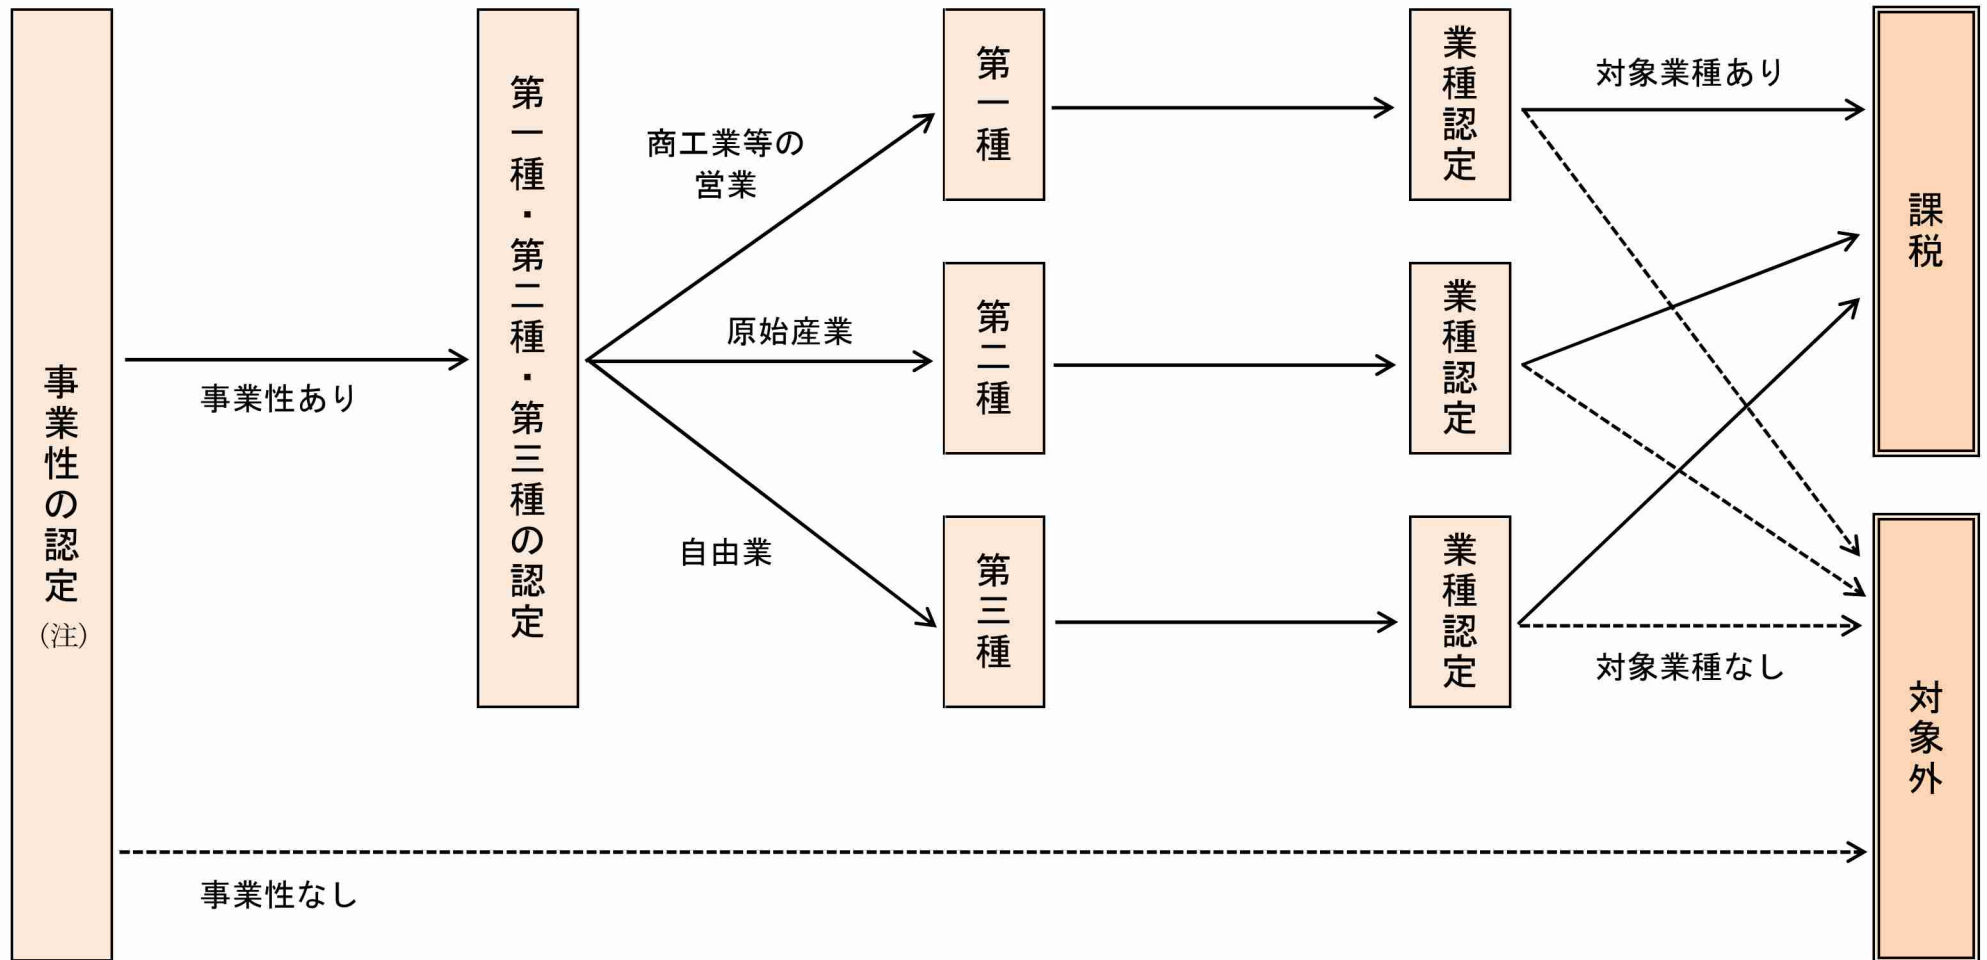 事業性の認定
（注）
事業性あり
事業性なし
第一種・第二種・第三種の認定
商工業等の
営業
原始産業
自由業
第一種
第二種
第三種
業種認定
業種認定
業種認定
対象業種あり
対象業種なし
課税
対象外